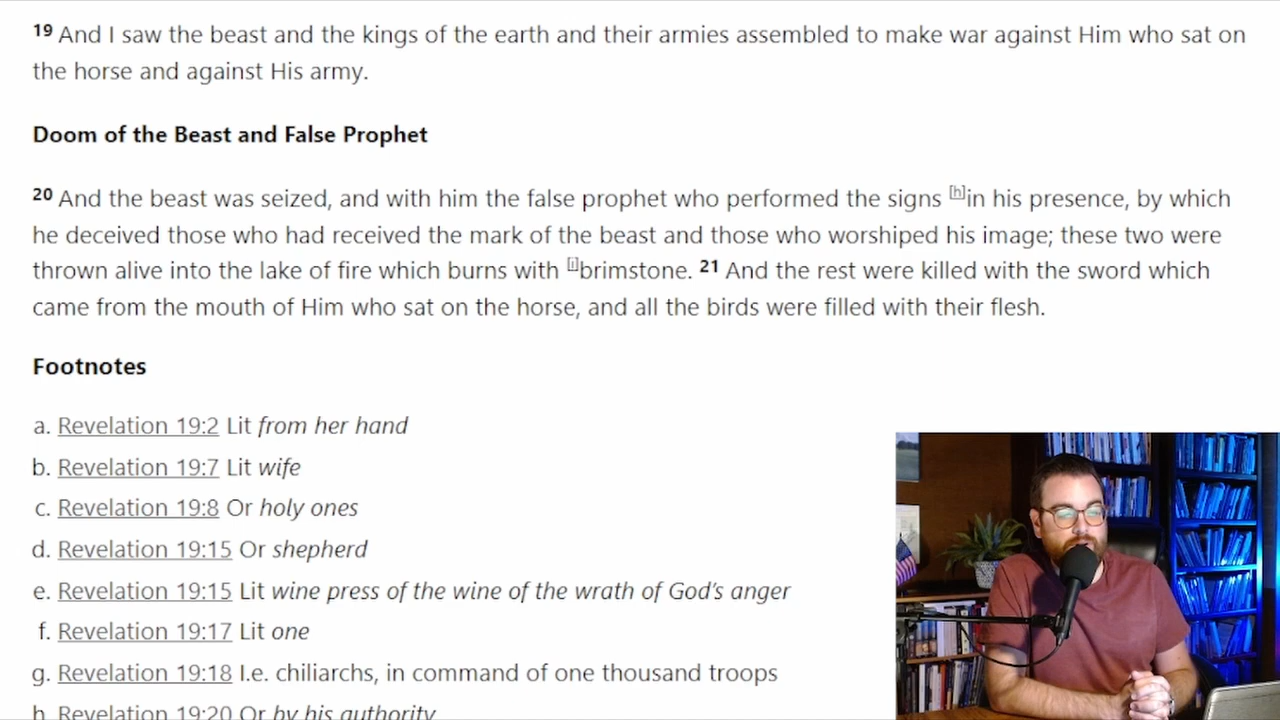 19 And I saw the beast and the kings of the earth and their armies assembled to make war against Him who sat on
the horse and against His army.
Doom of the Beast and False Prophet
20 And the beast was seized, and with him the false prophet who performed the signs [h]in his presence, by which
he deceived those who had received the mark of the beast and those who worshiped his image; these two were
thrown alive into the lake of fire which burns with [i]brimstone. 21 And the rest were killed with the sword which
came from the mouth of Him who sat on the horse, and all the birds were filled with their flesh.
Footnotes
a. Revelation 19:2 Lit from her hand
b. Revelation 19:7 Lit wife
c. Revelation 19:8 Or holy ones
d. Revelation 19:15 Or shepherd
e. Revelation 19:15 Lit wine press of the wine of the wrath of God's anger
f. Revelation 19:17 Lit one
g. Revelation 19:18 I.e. chiliarchs, in command of one thousand troops
h. Revelation 19:20 Or by his authority